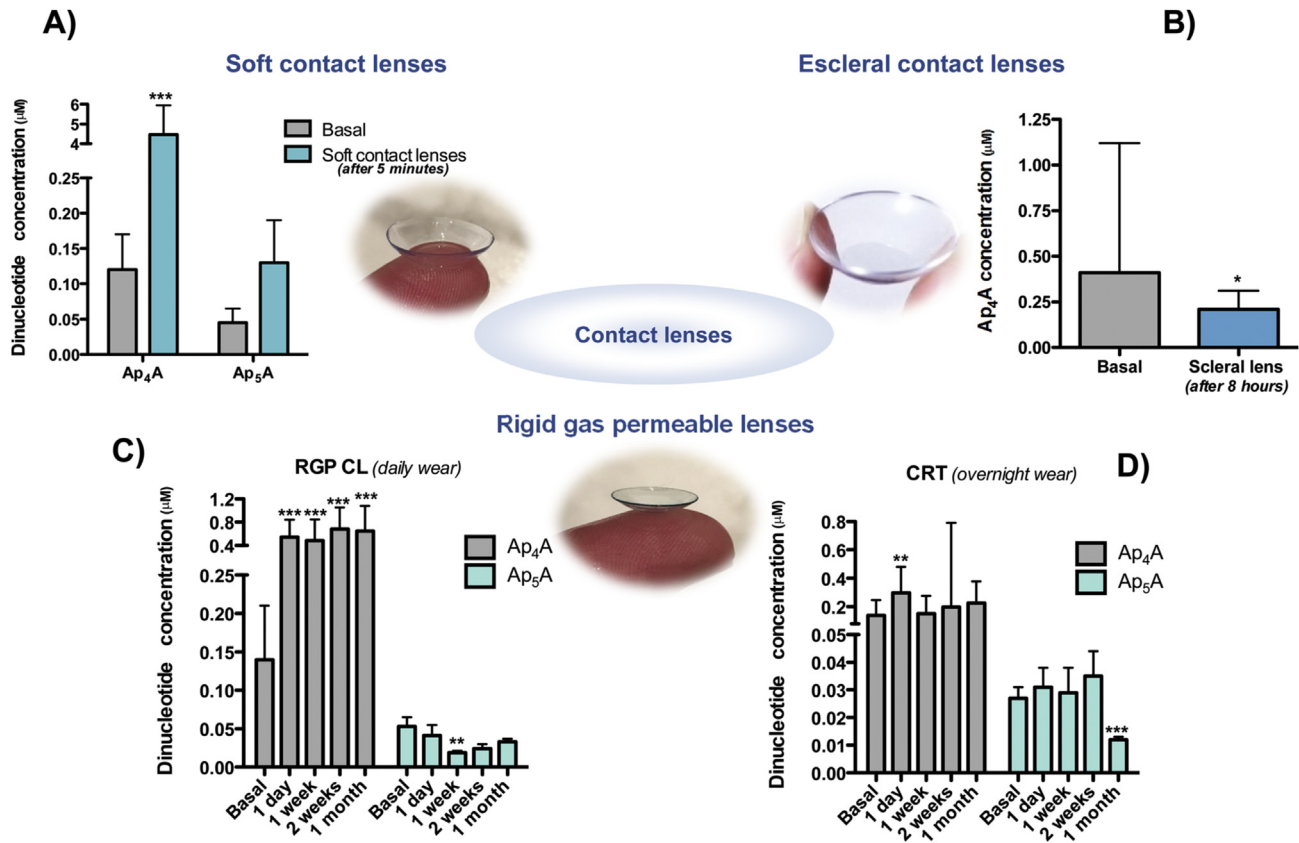 A)
Soft contact lenses
Dinucleotide concentration (μM)
6
5
4
0.25
0.20
0.15
0.10
0.05
0.00
***
Ap4A
Ap5A
Basal
Soft contact lenses
(after 5 minutes)
B)
Escleral contact lenses
Ap4A concentration (μM)
1.25
1.00
0.75
0.50
0.25
0.00
*
Basal
Scleral lens
(after 8 hours)
Contact lenses
Rigid gas permeable lenses
C)
RGP CL (daily wear)
Dinucleotide concentration (μM)
1.2
0.8
0.4
0.25
0.20
0.15
0.10
0.05
0.00
*** *** *** ***
**
Basal
1 day
1 week
2 weeks
1 month
Basal
1 day
1 week
2 weeks
1 month
Ap4A
Ap5A
D)
CRT (overnight wear)
Dinucleotide concentration (μM)
0.8
0.6
0.4
0.2
0.05
0.04
0.03
0.02
0.01
0.00
**
***
Basal
1 day
1 week
2 weeks
1 month
Basal
1 day
1 week
2 weeks
1 month
Ap4A
Ap5A